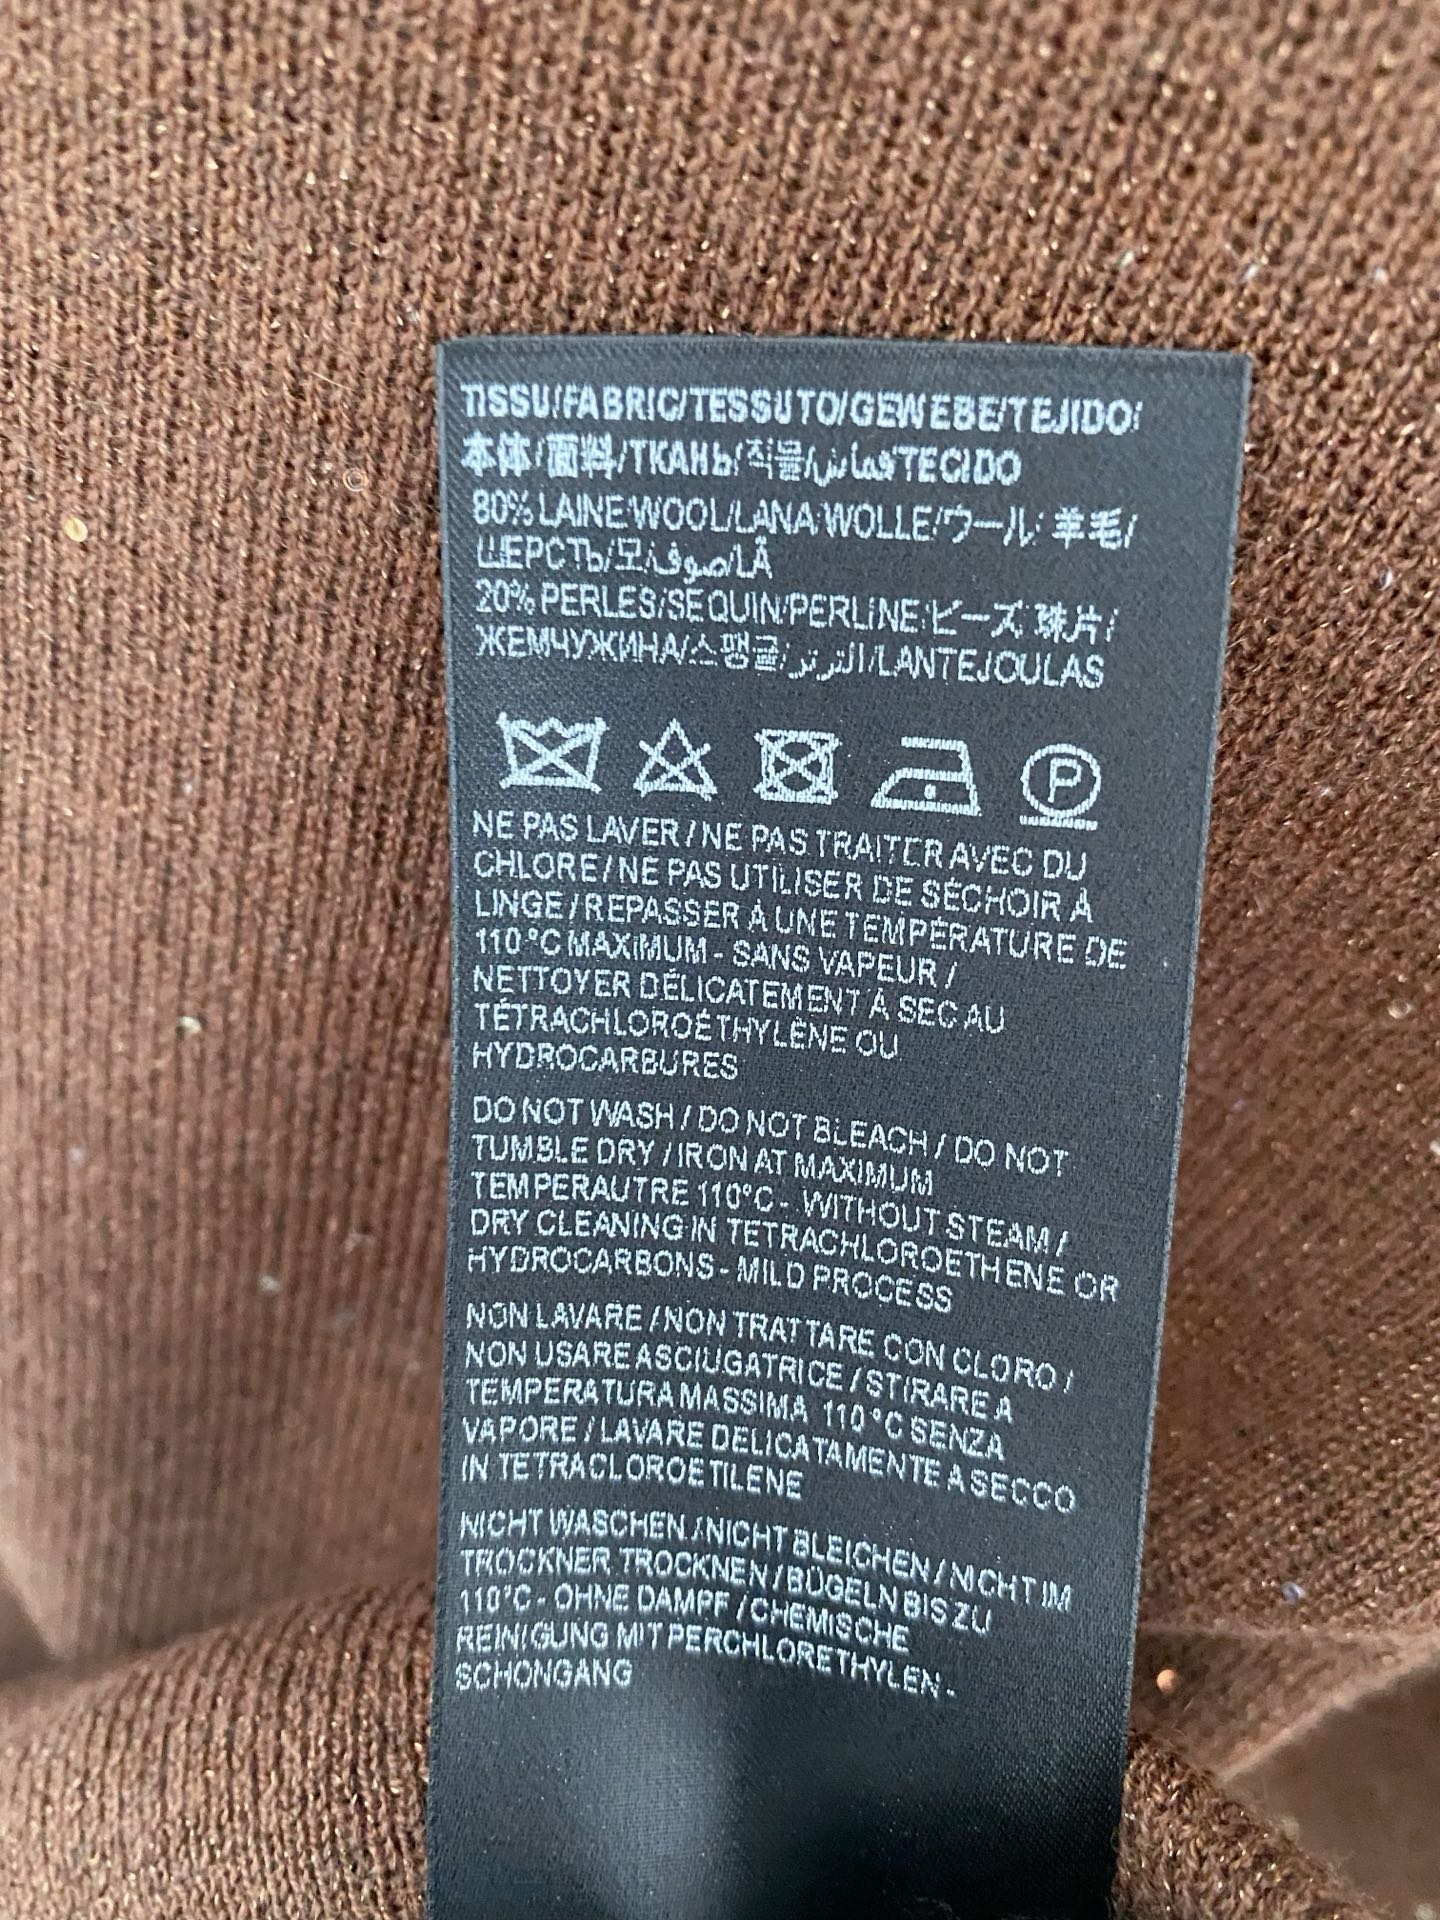 TISSU/FABRIC/TESSUTO/GEWEBE/TEJIDO/
本体/面料/ТКАНЬ/직물/قماش/TECIDO
80% LAINE/WOOL/LANA/WOLLE/ウール/羊毛/
ШЕРСТЬ/모/صوف/LÃ
20% PERLES/SEQUIN/PERLINE/ビーズ/珠片/
ЖЕМЧУЖИНА/스팽글/الترتر/LANTEJOULAS
P
NE PAS LAVER / NE PAS TRAITER AVEC DU
CHLORE / NE PAS UTILISER DE SÉCHOIR À
LINGE / REPASSER À UNE TEMPÉRATURE DE
110°C MAXIMUM - SANS VAPEUR /
NETTOYER DÉLICATEMENT À SEC AU
TÉTRACHLOROÉTHYLÈNE OU
HYDROCARBURES
DO NOT WASH / DO NOT BLEACH / DO NOT
TUMBLE DRY / IRON AT MAXIMUM
TEMPERAUTRE 110°C - WITHOUT STEAM /
DRY CLEANING IN TETRACHLOROETHENE OR
HYDROCARBONS - MILD PROCESS
NON LAVARE / NON TRATTARE CON CLORO /
NON USARE ASCIUGATRICE / STIRARE A
TEMPERATURA MASSIMA 110°C SENZA
VAPORE / LAVARE DELICATAMENTE A SECCO
IN TETRACLOROETILENE
NICHT WASCHEN / NICHT BLEICHEN / NICHT IM
TROCKNER TROCKNEN / BÜGELN BIS ZU
110°C - OHNE DAMPF / CHEMISCHE
REINIGUNG MIT PERCHLORETHYLEN -
SCHONGANG